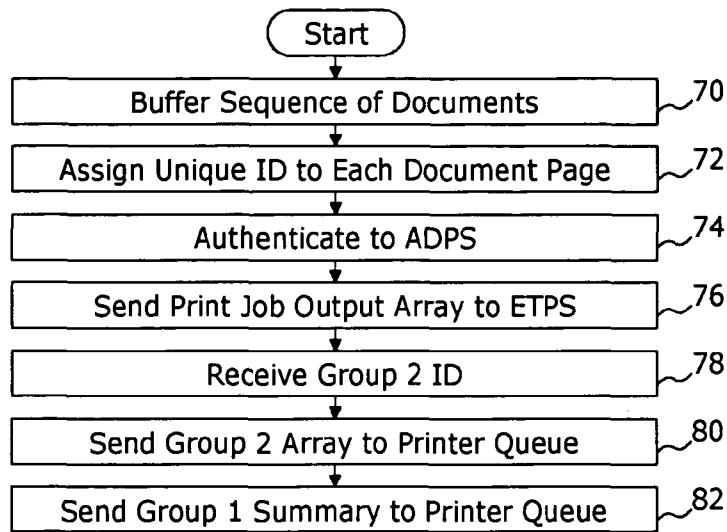 Start
Buffer Sequence of Documents 70
Assign Unique ID to Each Document Page 72
Authenticate to ADPS 74
Send Print Job Output Array to ETPS 76
Receive Group 2 ID 78
Send Group 2 Array to Printer Queue 80
Send Group 1 Summary to Printer Queue 82